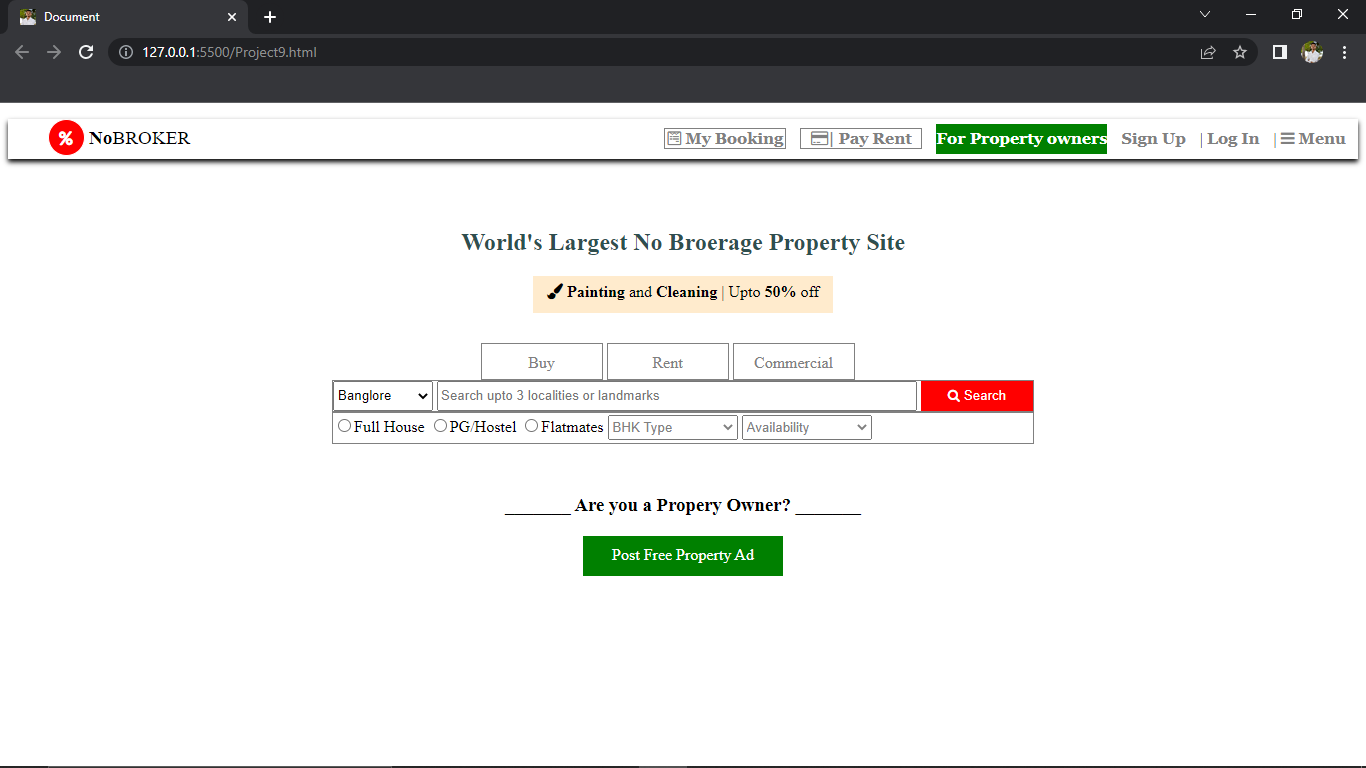 Document
127.0.0.1:5500/Project9.html
% NoBROKER My Booking | Pay Rent For Property owners Sign Up | Log In | Menu
World's Largest No Broerage Property Site
Painting and Cleaning | Upto 50% off
Buy Rent Commercial
Banglore Search upto 3 localities or landmarks Search
Full House PG/Hostel Flatmates BHK Type Availability
_______ Are you a Propery Owner? _______
Post Free Property Ad